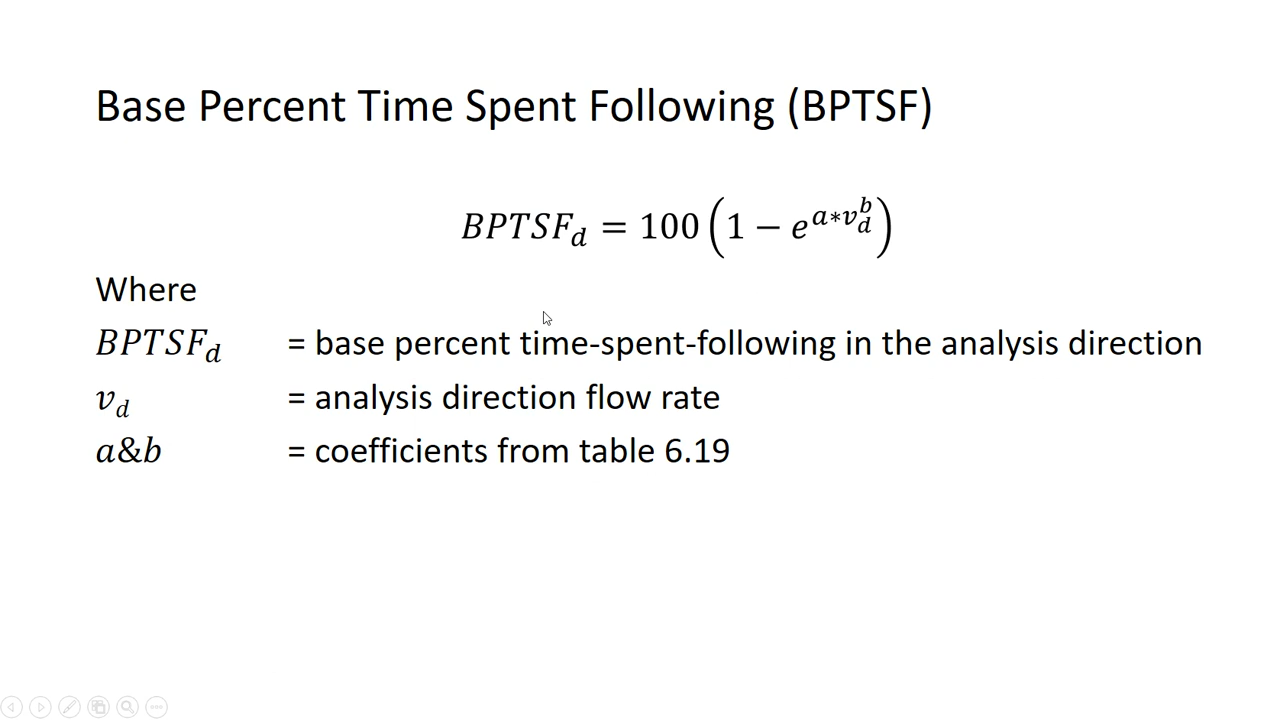 Base Percent Time Spent Following (BPTSF)
𝐵𝑃𝑇𝑆𝐹_𝑑 = 100(1 − 𝑒^(𝑎∗𝑣_𝑑^𝑏))
Where
𝐵𝑃𝑇𝑆𝐹_𝑑 = base percent time-spent-following in the analysis direction
𝑣_𝑑 = analysis direction flow rate
𝑎&𝑏 = coefficients from table 6.19